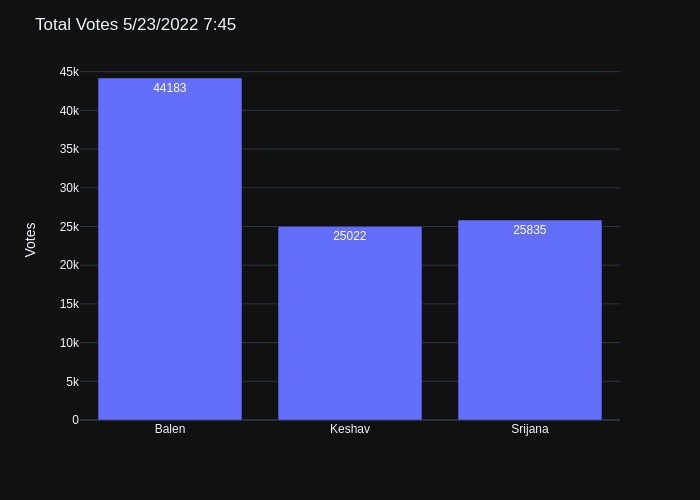 Total Votes 5/23/2022 7:45
Votes
45k
40k
35k
30k
25k
20k
15k
10k
5k
0
44183
25022
25835
Balen
Keshav
Srijana